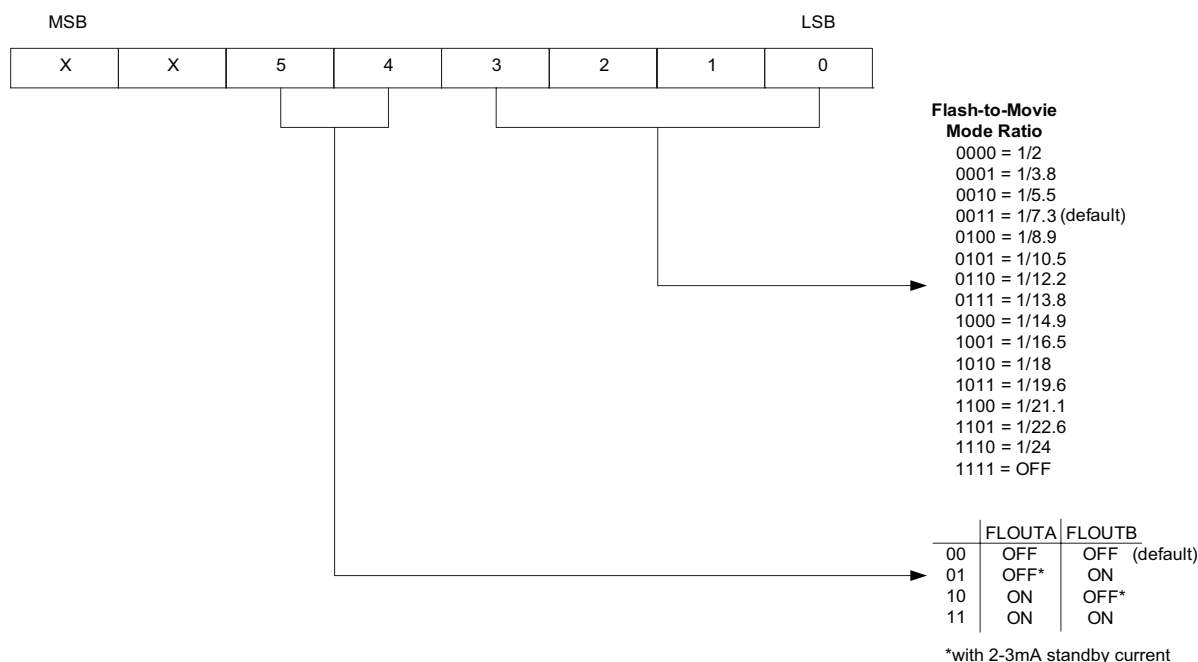 MSB LSB
X X 5 4 3 2 1 0
Flash-to-Movie
Mode Ratio
0000 = 1/2
0001 = 1/3.8
0010 = 1/5.5
0011 = 1/7.3 (default)
0100 = 1/8.9
0101 = 1/10.5
0110 = 1/12.2
0111 = 1/13.8
1000 = 1/14.9
1001 = 1/16.5
1010 = 1/18
1011 = 1/19.6
1100 = 1/21.1
1101 = 1/22.6
1110 = 1/24
1111 = OFF
FLOUTA FLOUTB
00 OFF OFF (default)
01 OFF* ON
10 ON OFF*
11 ON ON
*with 2-3mA standby current